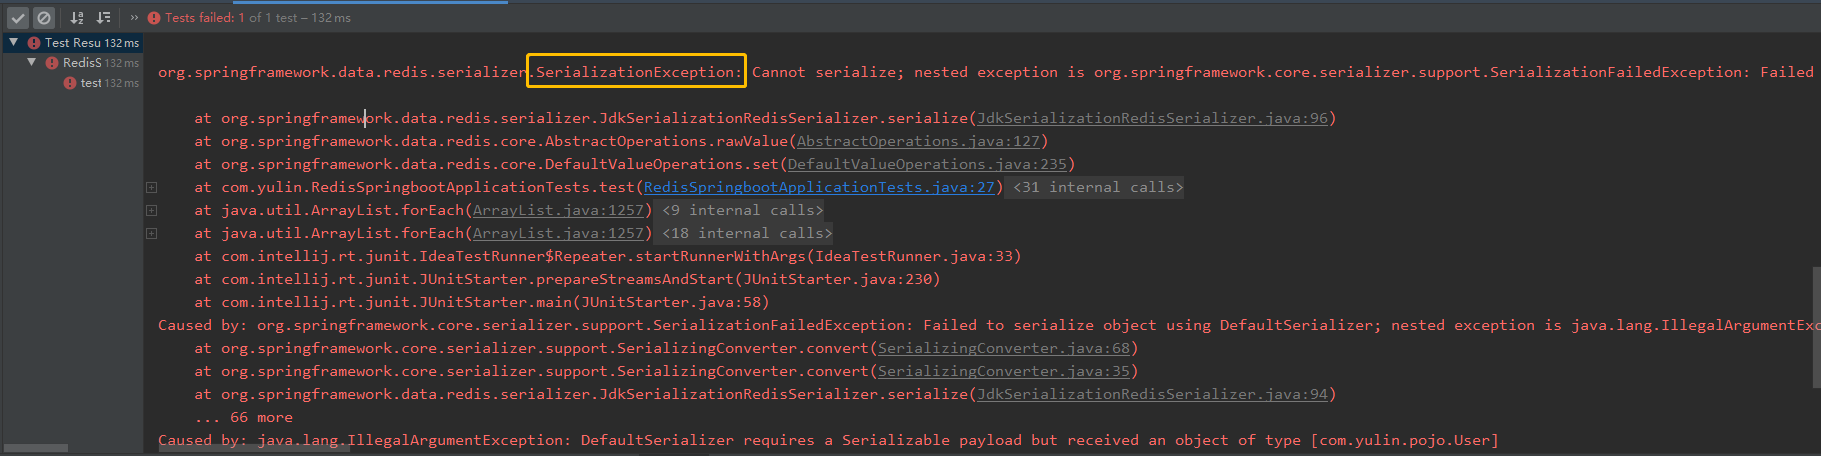 Tests failed: 1 of 1 test – 132 ms
Test Resu 132 ms
RedisS 132 ms
test 132 ms
org.springframework.data.redis.serializer.SerializationException: Cannot serialize; nested exception is org.springframework.core.serializer.support.SerializationFailedException: Failed
at org.springframework.data.redis.serializer.JdkSerializationRedisSerializer.serialize(JdkSerializationRedisSerializer.java:96)
at org.springframework.data.redis.core.AbstractOperations.rawValue(AbstractOperations.java:127)
at org.springframework.data.redis.core.DefaultValueOperations.set(DefaultValueOperations.java:235)
at com.yulin.RedisSpringbootApplicationTests.test(RedisSpringbootApplicationTests.java:27) <31 internal calls>
at java.util.ArrayList.forEach(ArrayList.java:1257) <9 internal calls>
at java.util.ArrayList.forEach(ArrayList.java:1257) <18 internal calls>
at com.intellij.rt.junit.IdeaTestRunner$Repeater.startRunnerWithArgs(IdeaTestRunner.java:33)
at com.intellij.rt.junit.JUnitStarter.prepareStreamsAndStart(JUnitStarter.java:230)
at com.intellij.rt.junit.JUnitStarter.main(JUnitStarter.java:58)
Caused by: org.springframework.core.serializer.support.SerializationFailedException: Failed to serialize object using DefaultSerializer; nested exception is java.lang.IllegalArgumentExc
at org.springframework.core.serializer.support.SerializingConverter.convert(SerializingConverter.java:68)
at org.springframework.core.serializer.support.SerializingConverter.convert(SerializingConverter.java:35)
at org.springframework.data.redis.serializer.JdkSerializationRedisSerializer.serialize(JdkSerializationRedisSerializer.java:94)
... 66 more
Caused by: java.lang.IllegalArgumentException: DefaultSerializer requires a Serializable payload but received an object of type [com.yulin.pojo.User]